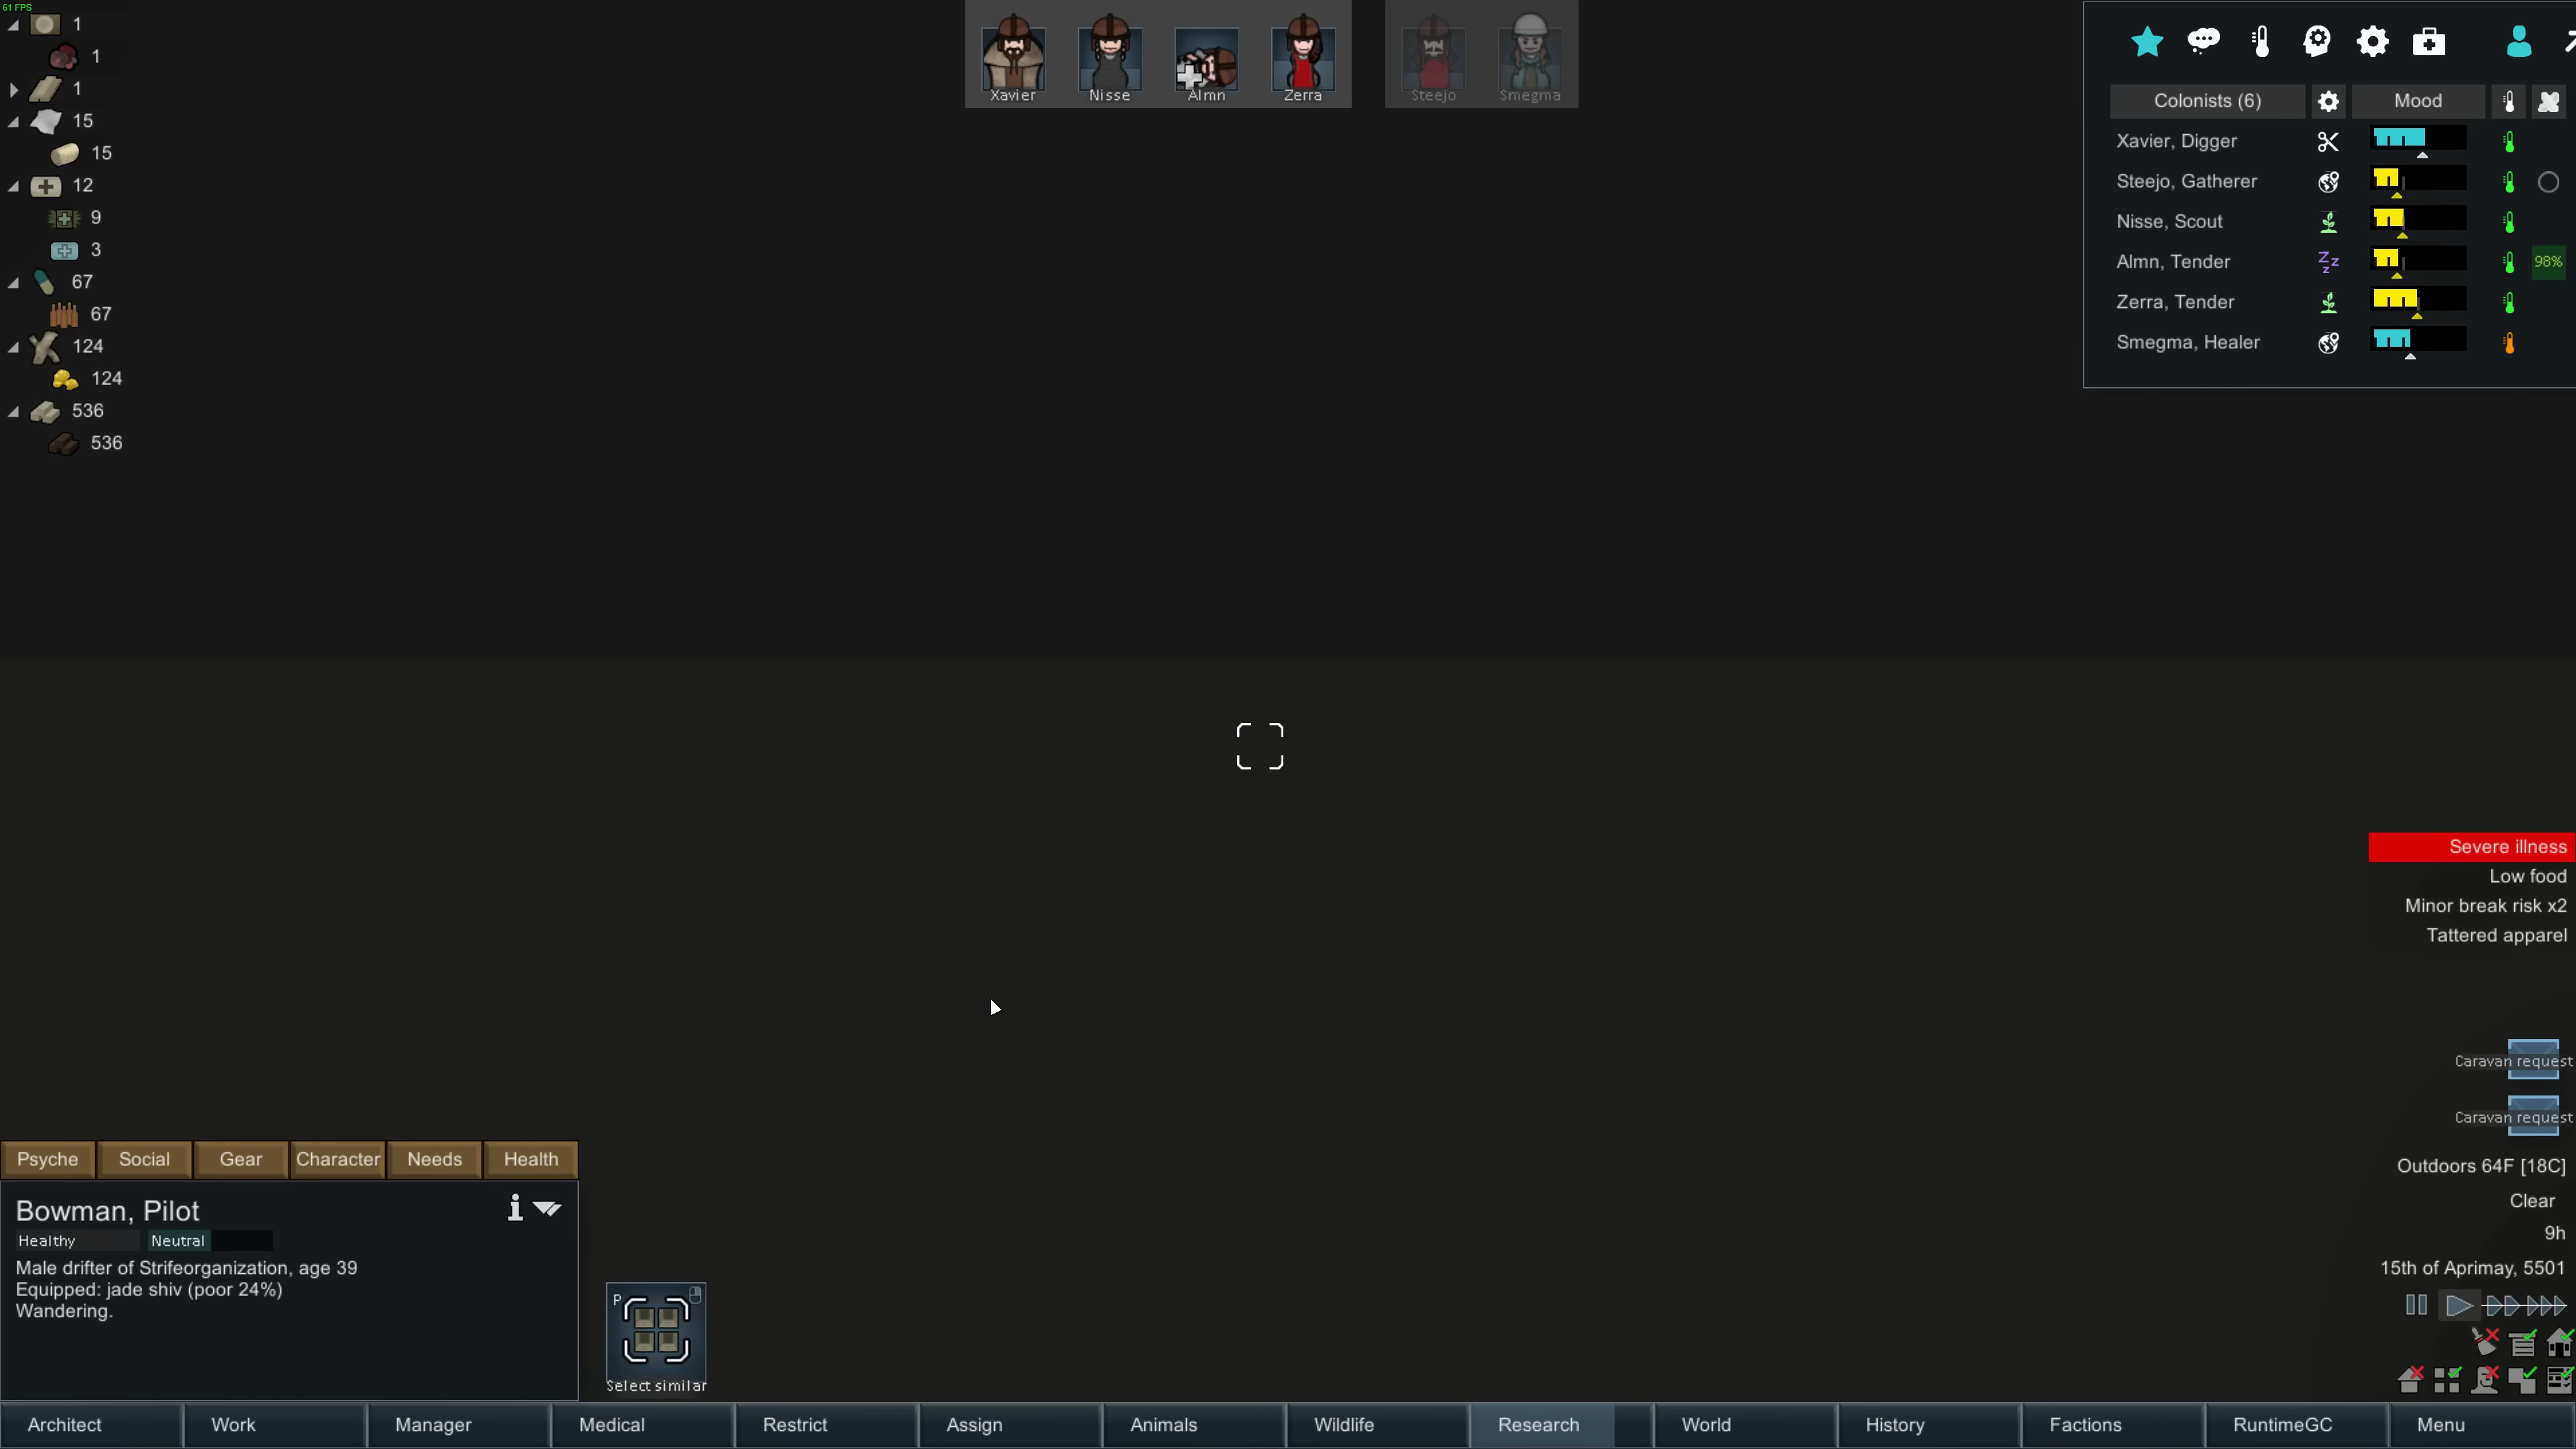 61 FPS
1
1
1
15
15
12
9
3
67
67
124
124
536
536
Xavier
Nisse
Almn
Zerra
Steejo
Smegma
Colonists (6)
Mood
Xavier, Digger
Steejo, Gatherer
Nisse, Scout
Almn, Tender
98%
Zerra, Tender
Smegma, Healer
Severe illness
Low food
Minor break risk x2
Tattered apparel
Caravan request
Caravan request
Outdoors 64F [18C]
Clear
9h
15th of Aprimay, 5501
Psyche
Social
Gear
Character
Needs
Health
Bowman, Pilot
Healthy
Neutral
Male drifter of Strifeorganization, age 39
Equipped: jade shiv (poor 24%)
Wandering.
P
Select similar
Architect
Work
Manager
Medical
Restrict
Assign
Animals
Wildlife
Research
World
History
Factions
RuntimeGC
Menu